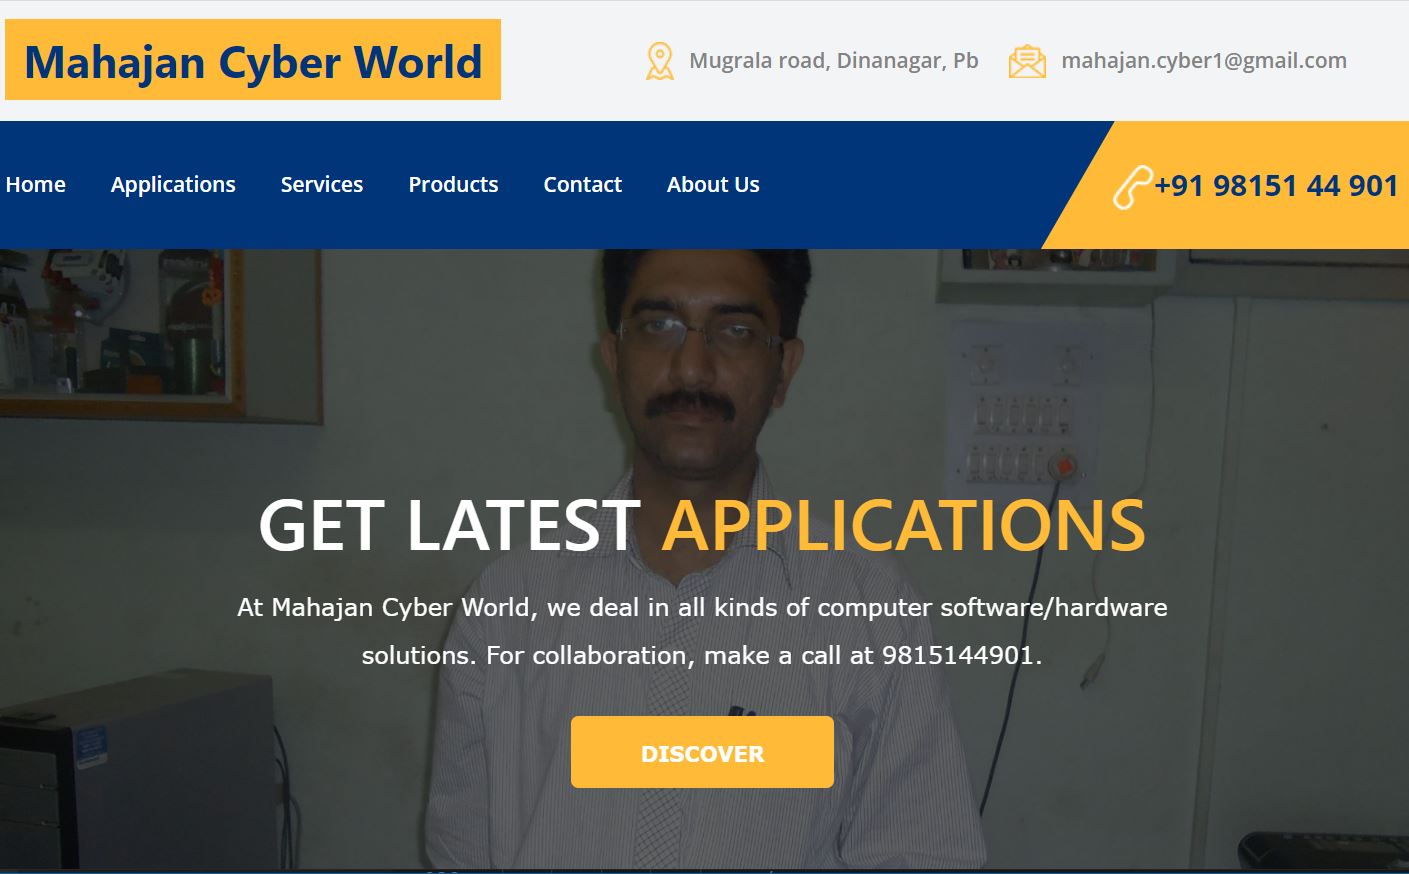 Mahajan Cyber World
Mugrala road, Dinanagar, Pb
mahajan.cyber1@gmail.com
Home
Applications
Services
Products
Contact
About Us
+91 98151 44 901
GET LATEST APPLICATIONS
At Mahajan Cyber World, we deal in all kinds of computer software/hardware
solutions. For collaboration, make a call at 9815144901.
DISCOVER